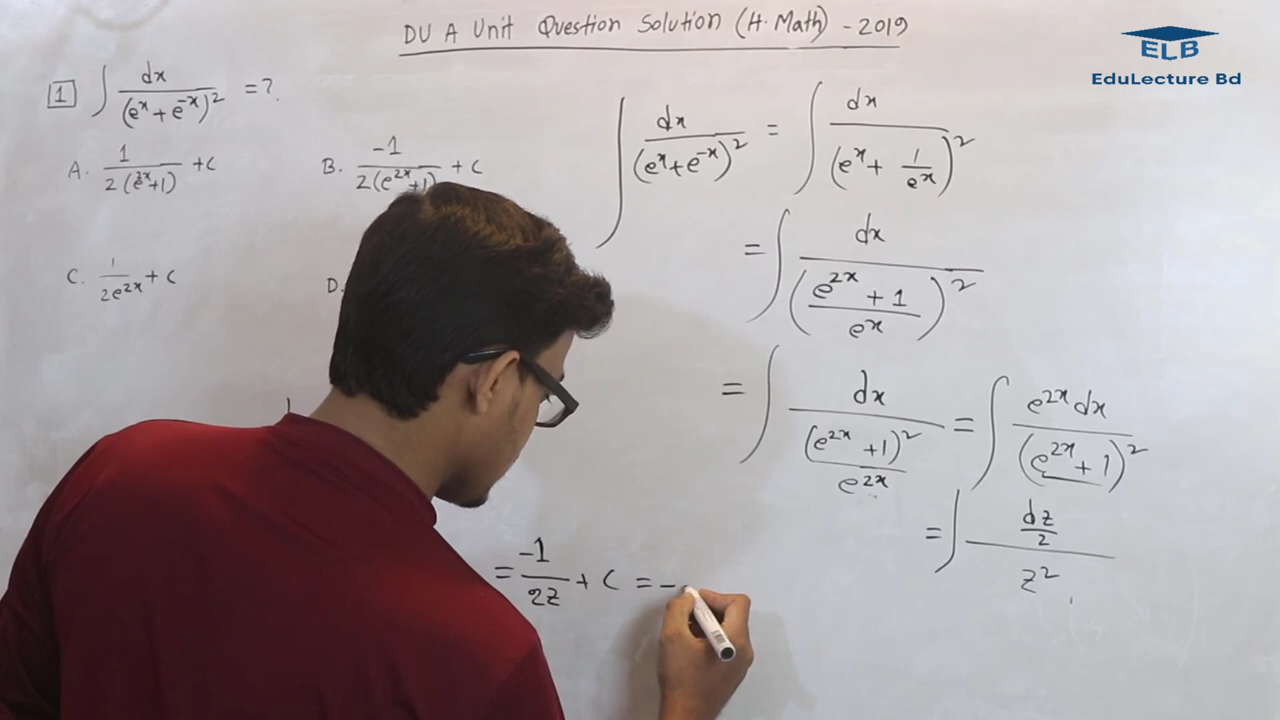 DU A Unit Question Solution (H. Math) - 2019
ELB
EduLecture Bd
1 ∫ dx/(eˣ + e⁻ˣ)² = ?
A. 1/(2(e²ˣ+1)) + c
B. -1/(2(e²ˣ+1)) + c
C. 1/(2e²ˣ) + c
D.
∫ dx/(eˣ+e⁻ˣ)² = ∫ dx/(eˣ + 1/eˣ)²
= ∫ dx/((e²ˣ + 1)/eˣ)²
= ∫ dx/((e²ˣ +1)²/e²ˣ) = ∫ e²ˣ dx/(e²ˣ + 1)²
= ∫ (dz/2)/z²
= -1/2z + c = -